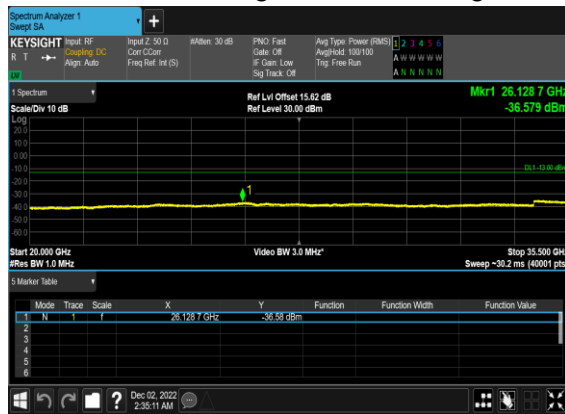 Spectrum Analyzer 1
Swept SA
+
KEYSIGHT Input: RF Input Z: 50 Ω #Atten: 30 dB PNO: Fast Avg Type: Power (RMS) 1 2 3 4 5 6
R T Coupling: DC Corr CCorr Gate: Off Avg|Hold: 100/100 A W W W W W
Align: Auto Freq Ref: Int (S) IF Gain: Low Trig: Free Run
Sig Track: Off A N N N N N
LW
1 Spectrum Ref Lvl Offset 15.62 dB Mkr1 26.128 7 GHz
Scale/Div 10 dB Ref Level 30.00 dBm -36.579 dBm
Log
20.0
10.0
0.00
-10.0 DL1 -13.00 dBm
-20.0
-30.0 1
-40.0
-50.0
-60.0
Start 20.000 GHz Video BW 3.0 MHz* Stop 35.500 GHz
#Res BW 1.0 MHz Sweep ~30.2 ms (40001 pts)
5 Marker Table
Mode Trace Scale X Y Function Function Width Function Value
1 N 1 f 26.128 7 GHz -36.58 dBm
2
3
4
5
6
? Dec 02, 2022
2:35:11 AM